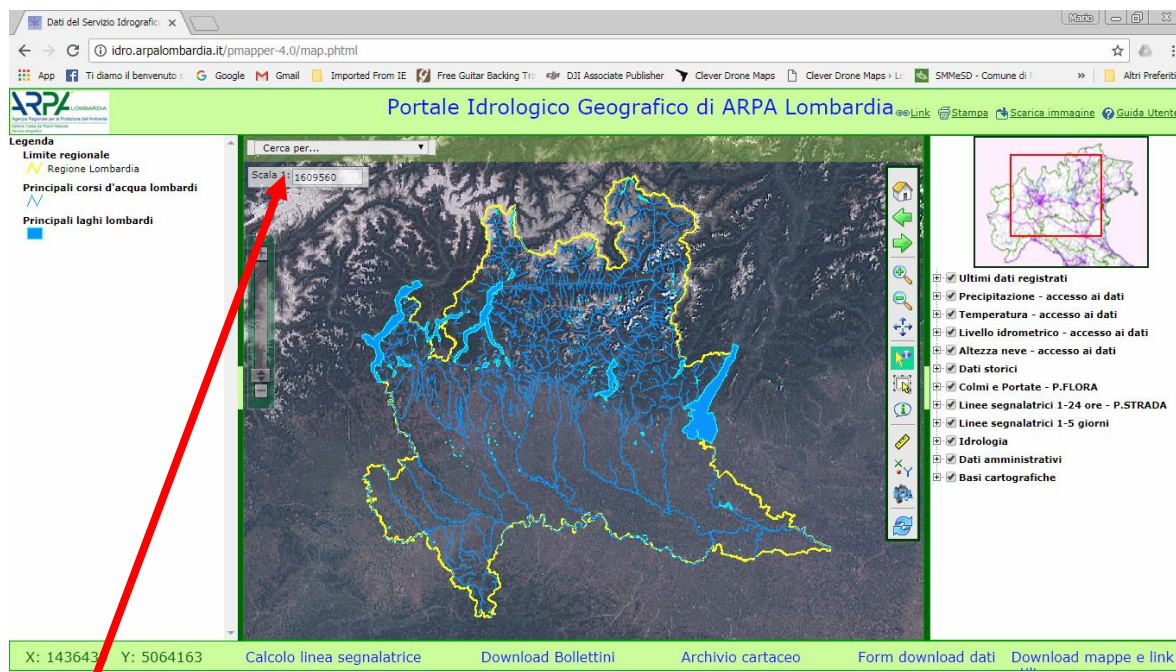 Dati del Servizio Idrografic
Mario
idro.arpalombardia.it/pmapper-4.0/map.phtml
App
Ti diamo il benvenuto
Google
Gmail
Imported From IE
Free Guitar Backing Tra
DJI Associate Publisher
Clever Drone Maps
Clever Drone Maps › Lo
SMMeSD - Comune di
»
Altri Preferiti
ARPA LOMBARDIA
Portale Idrologico Geografico di ARPA Lombardia
Link
Stampa
Scarica immagine
Guida Utente
Legenda
Limite regionale
Regione Lombardia
Principali corsi d'acqua lombardi
Principali laghi lombardi
Cerca per...
Scala 1: 1609560
Ultimi dati registrati
Precipitazione - accesso ai dati
Temperatura - accesso ai dati
Livello idrometrico - accesso ai dati
Altezza neve - accesso ai dati
Dati storici
Colmi e Portate - P.FLORA
Linee segnalatrici 1-24 ore - P.STRADA
Linee segnalatrici 1-5 giorni
Idrologia
Dati amministrativi
Basi cartografiche
X: 143643 Y: 5064163
Calcolo linea segnalatrice
Download Bollettini
Archivio cartaceo
Form download dati
Download mappe e link